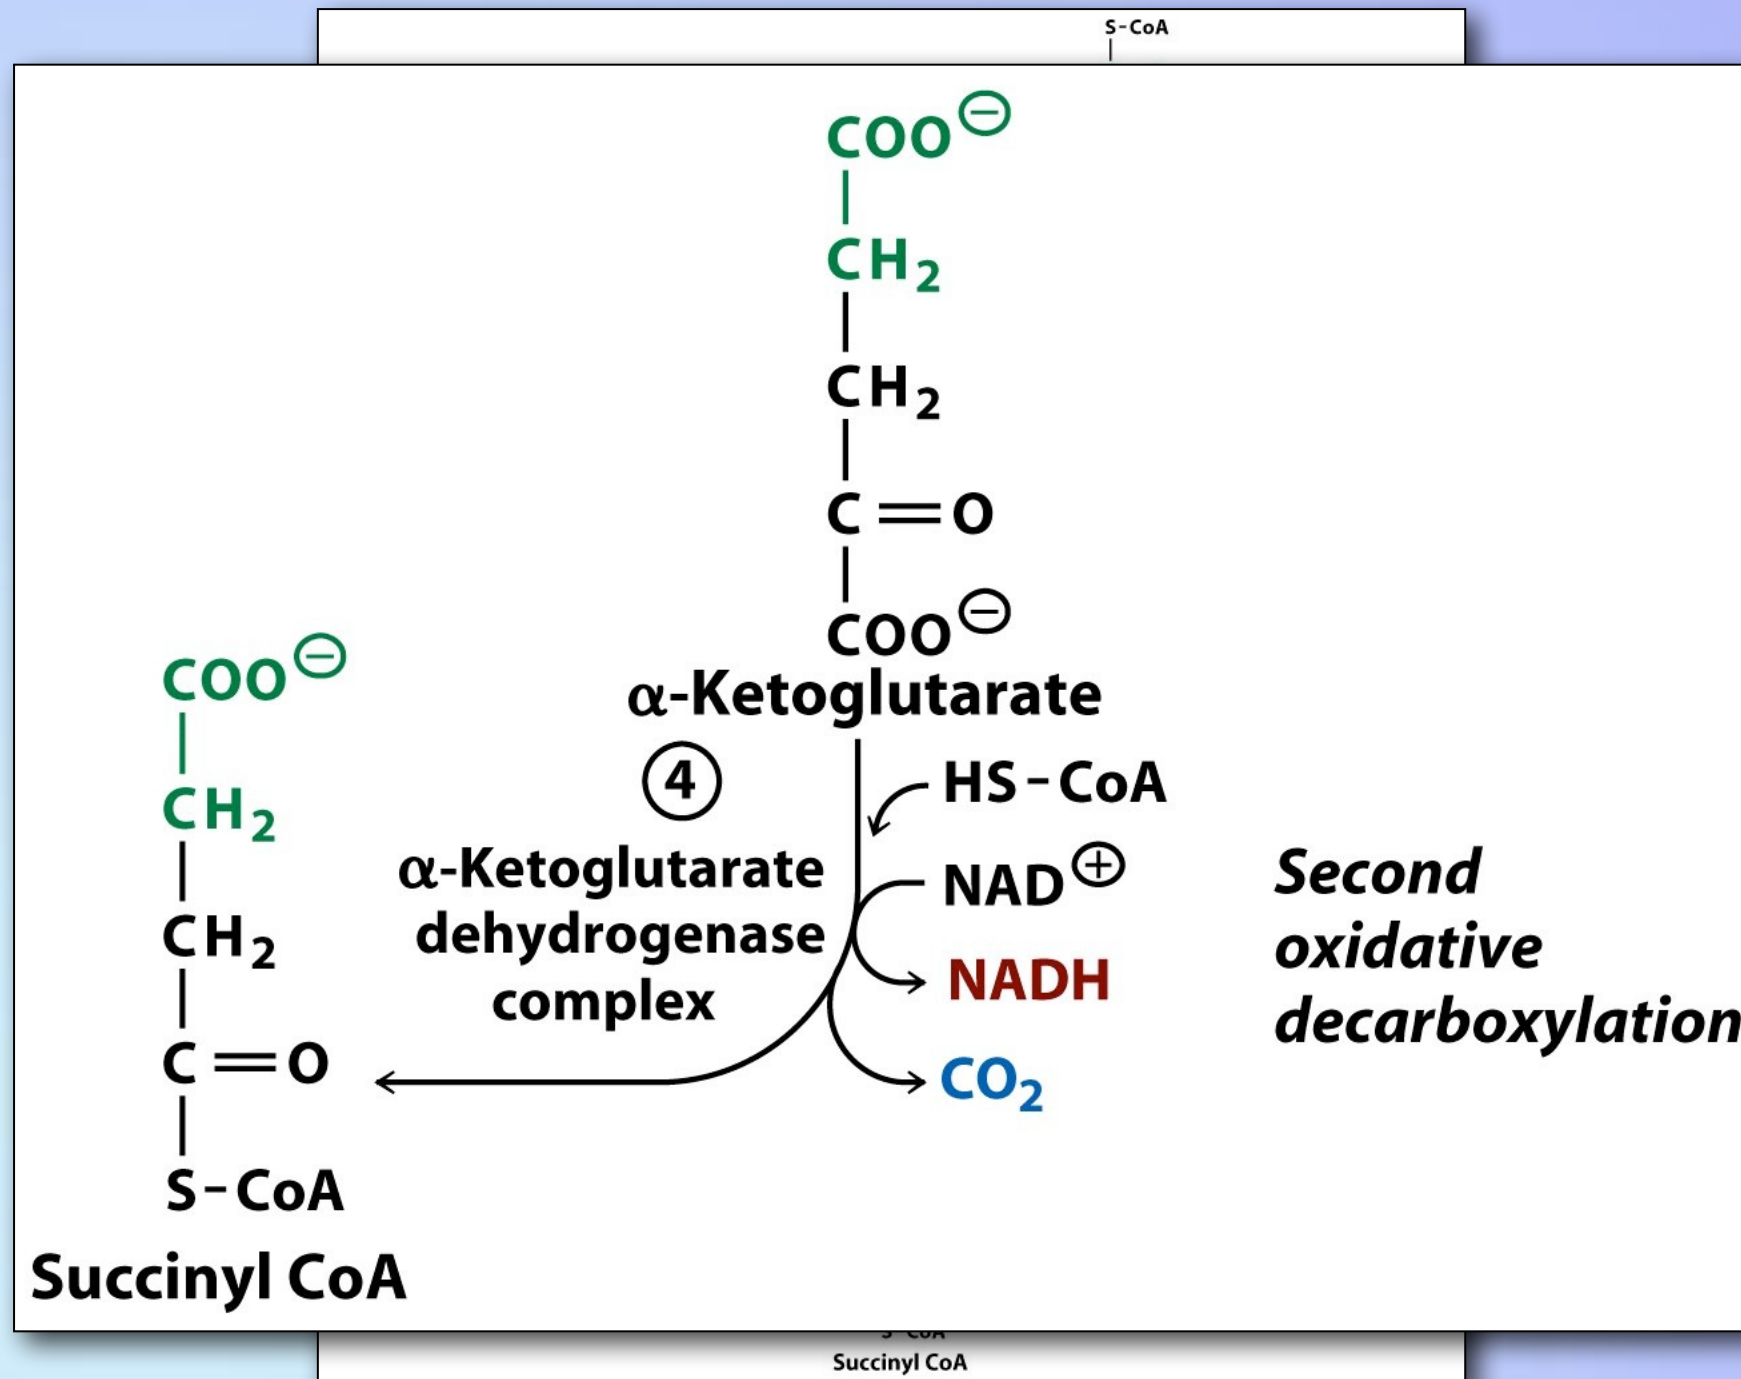 S-CoA
COO⊖
CH₂
CH₂
C=O
COO⊖
α-Ketoglutarate
④
HS-CoA
α-Ketoglutarate
dehydrogenase
complex
NAD⊕
NADH
CO₂
Second
oxidative
decarboxylation
COO⊖
CH₂
CH₂
C=O
S-CoA
Succinyl CoA
S-CoA
Succinyl CoA